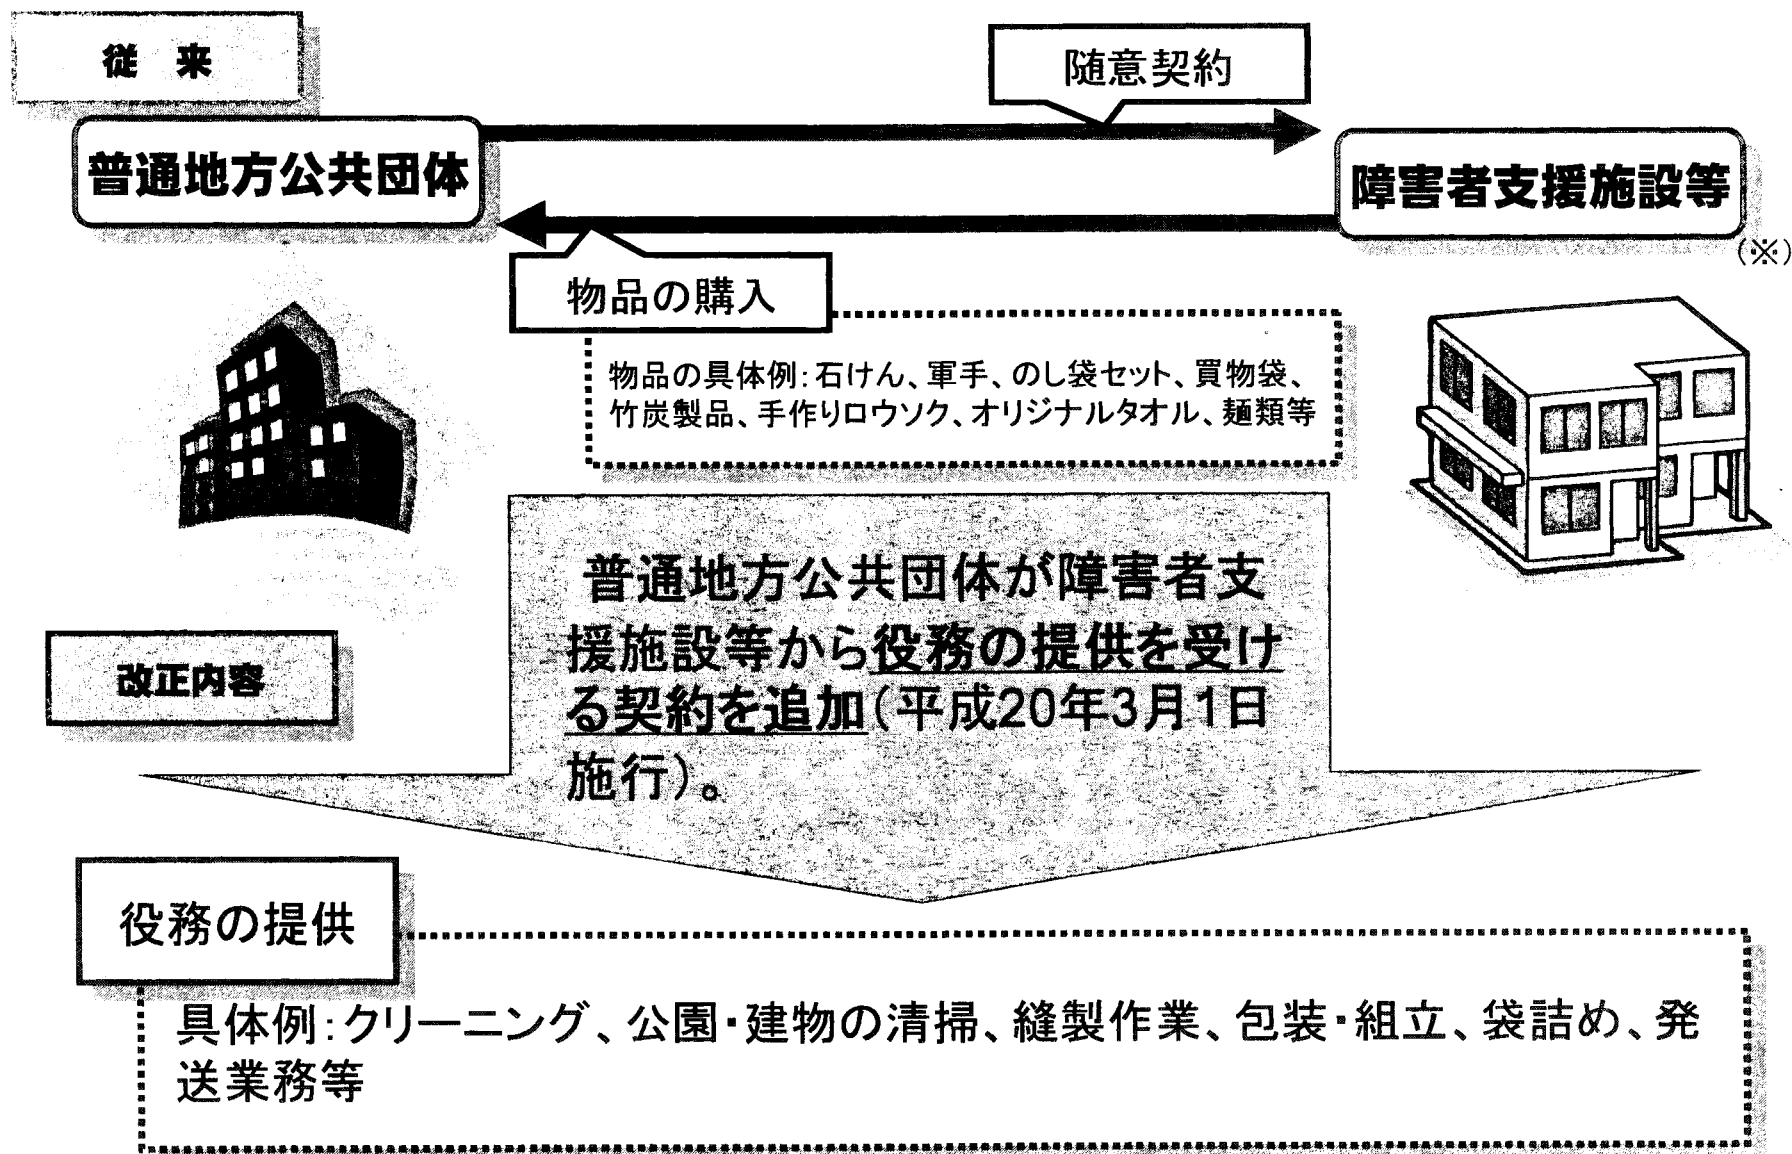 従 来
随意契約
普通地方公共団体
障害者支援施設等
(※)
物品の購入
物品の具体例:石けん、軍手、のし袋セット、買物袋、
竹炭製品、手作りロウソク、オリジナルタオル、麺類等
普通地方公共団体が障害者支
援施設等から役務の提供を受け
る契約を追加(平成20年3月1日
施行)。
改正内容
役務の提供
具体例:クリーニング、公園・建物の清掃、縫製作業、包装・組立、袋詰め、発
送業務等